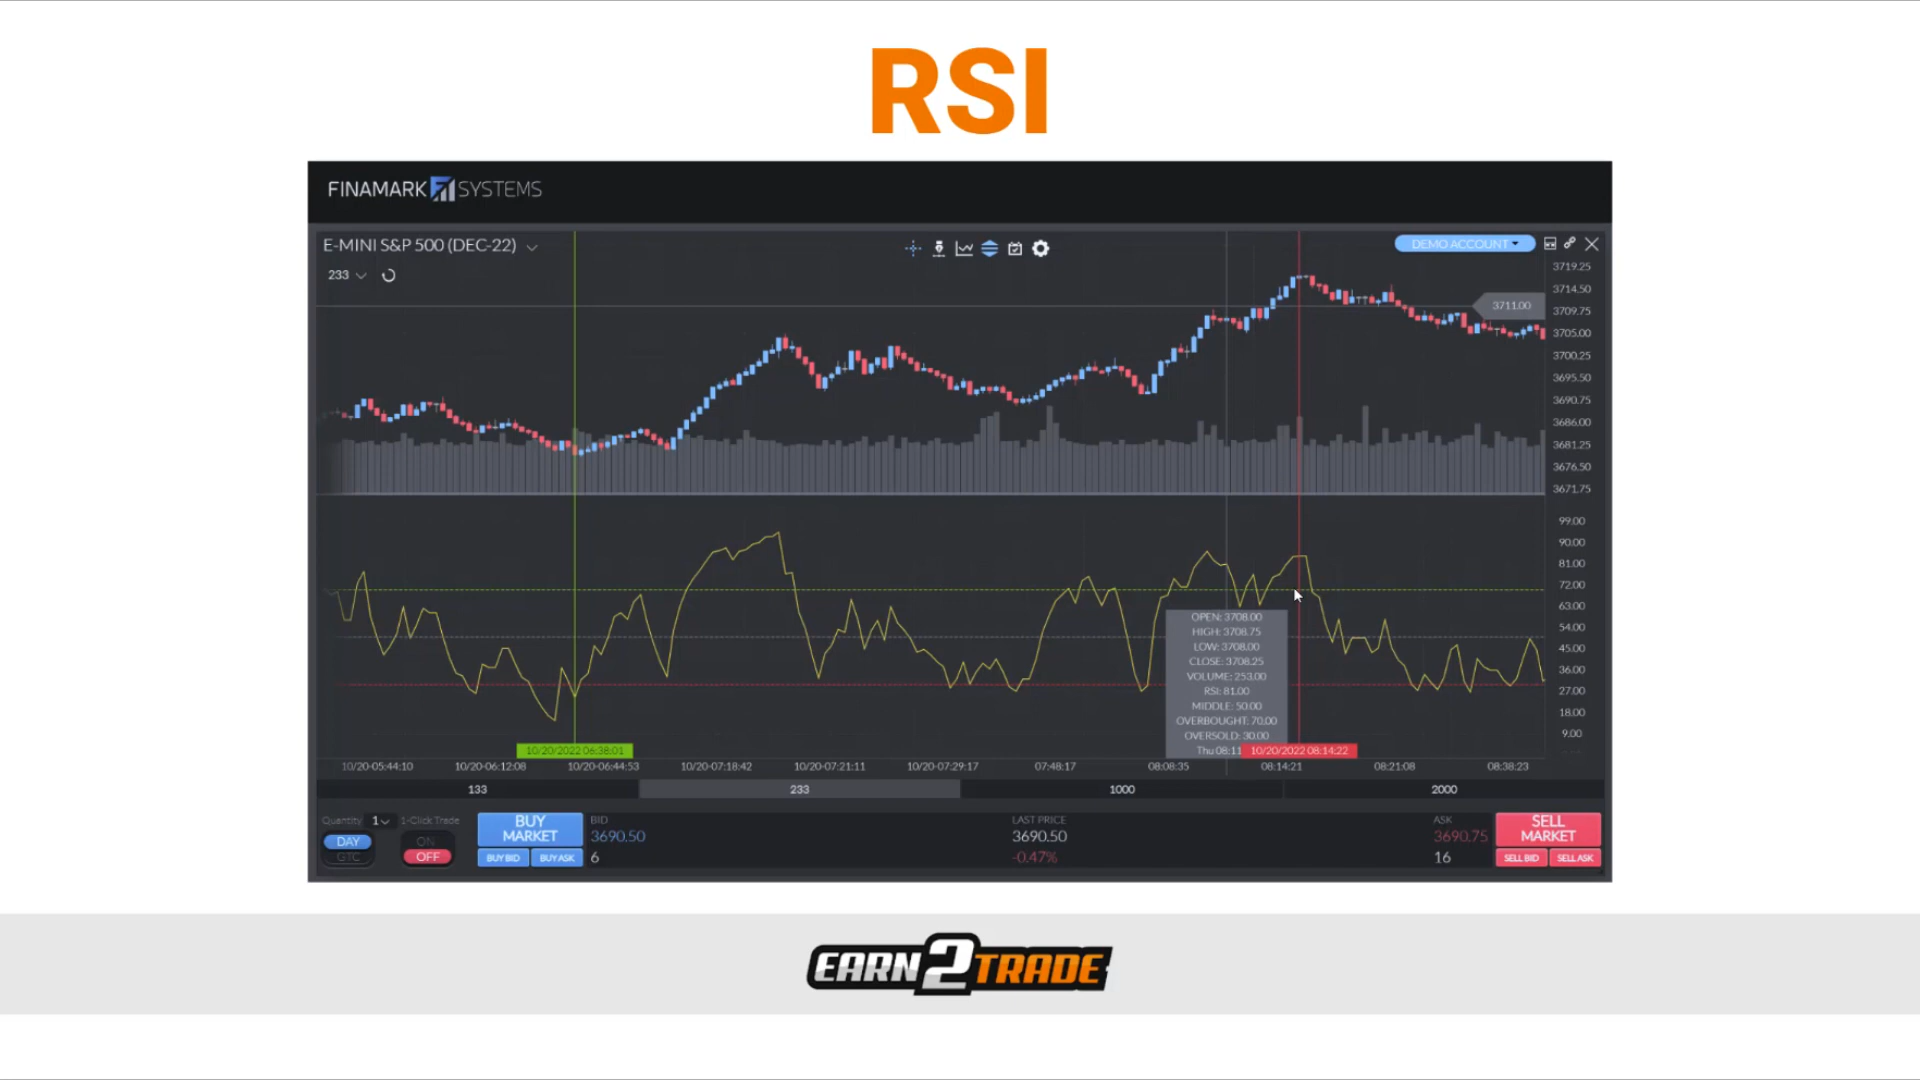 RSI
FINAMARK SYSTEMS
E-MINI S&P 500 (DEC-22)
DEMO ACCOUNT
233
3719.25
3714.50
3711.00
3709.75
3705.00
3700.25
3695.50
3690.75
3686.00
3681.25
3676.50
3671.75
99.00
90.00
81.00
72.00
63.00
54.00
45.00
36.00
27.00
18.00
9.00
OPEN: 3708.00
HIGH: 3708.75
LOW: 3708.00
CLOSE: 3708.25
VOLUME: 253.00
RSI: 81.00
MIDDLE: 50.00
OVERBOUGHT: 70.00
OVERSOLD: 30.00
Thu 08:11
10/20/2022 06:38:01
10/20/2022 08:14:22
10/20-05:44:10 10/20-06:12:08 10/20-06:44:53 10/20-07:18:42 10/20-07:21:11 10/20-07:29:17 07:48:17 08:08:35 08:14:21 08:21:08 08:38:23
133 233 1000 2000
Quantity 1 1-Click Trade
DAY
GTC
ON
OFF
BUY
MARKET
BUY BID BUY ASK
BID
3690.50
6
LAST PRICE
3690.50
-0.47%
ASK
3690.75
16
SELL
MARKET
SELL BID SELL ASK
EARN2TRADE